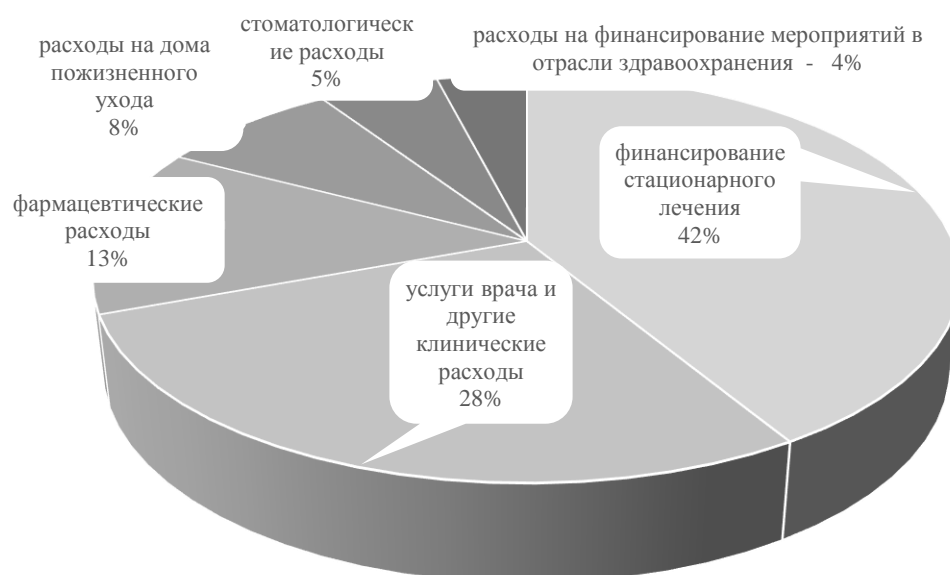 стоматологическ
ие расходы
5%
расходы на финансирование мероприятий в
отрасли здравоохранения - 4%
расходы на дома
пожизненного
ухода
8%
финансирование
стационарного
лечения
42%
фармацевтические
расходы
13%
услуги врача и
другие
клинические
расходы
28%